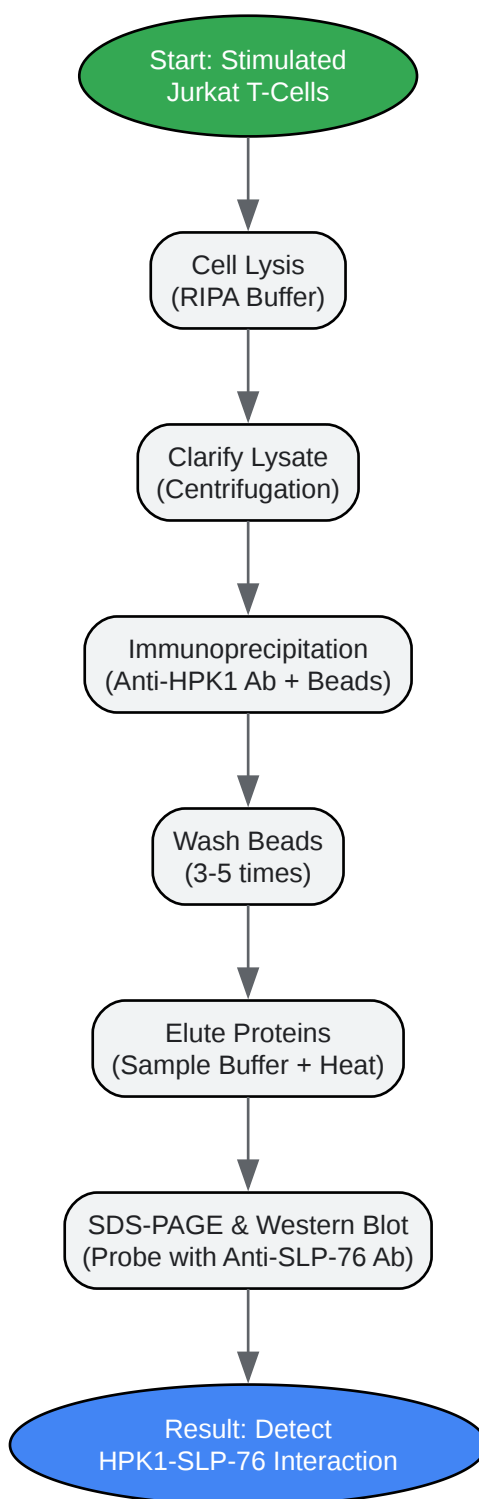 Start: Stimulated
Jurkat T-Cells
Cell Lysis
(RIPA Buffer)
Clarify Lysate
(Centrifugation)
Immunoprecipitation
(Anti-HPK1 Ab + Beads)
Wash Beads
(3-5 times)
Elute Proteins
(Sample Buffer + Heat)
SDS-PAGE & Western Blot
(Probe with Anti-SLP-76 Ab)
Result: Detect
HPK1-SLP-76 Interaction